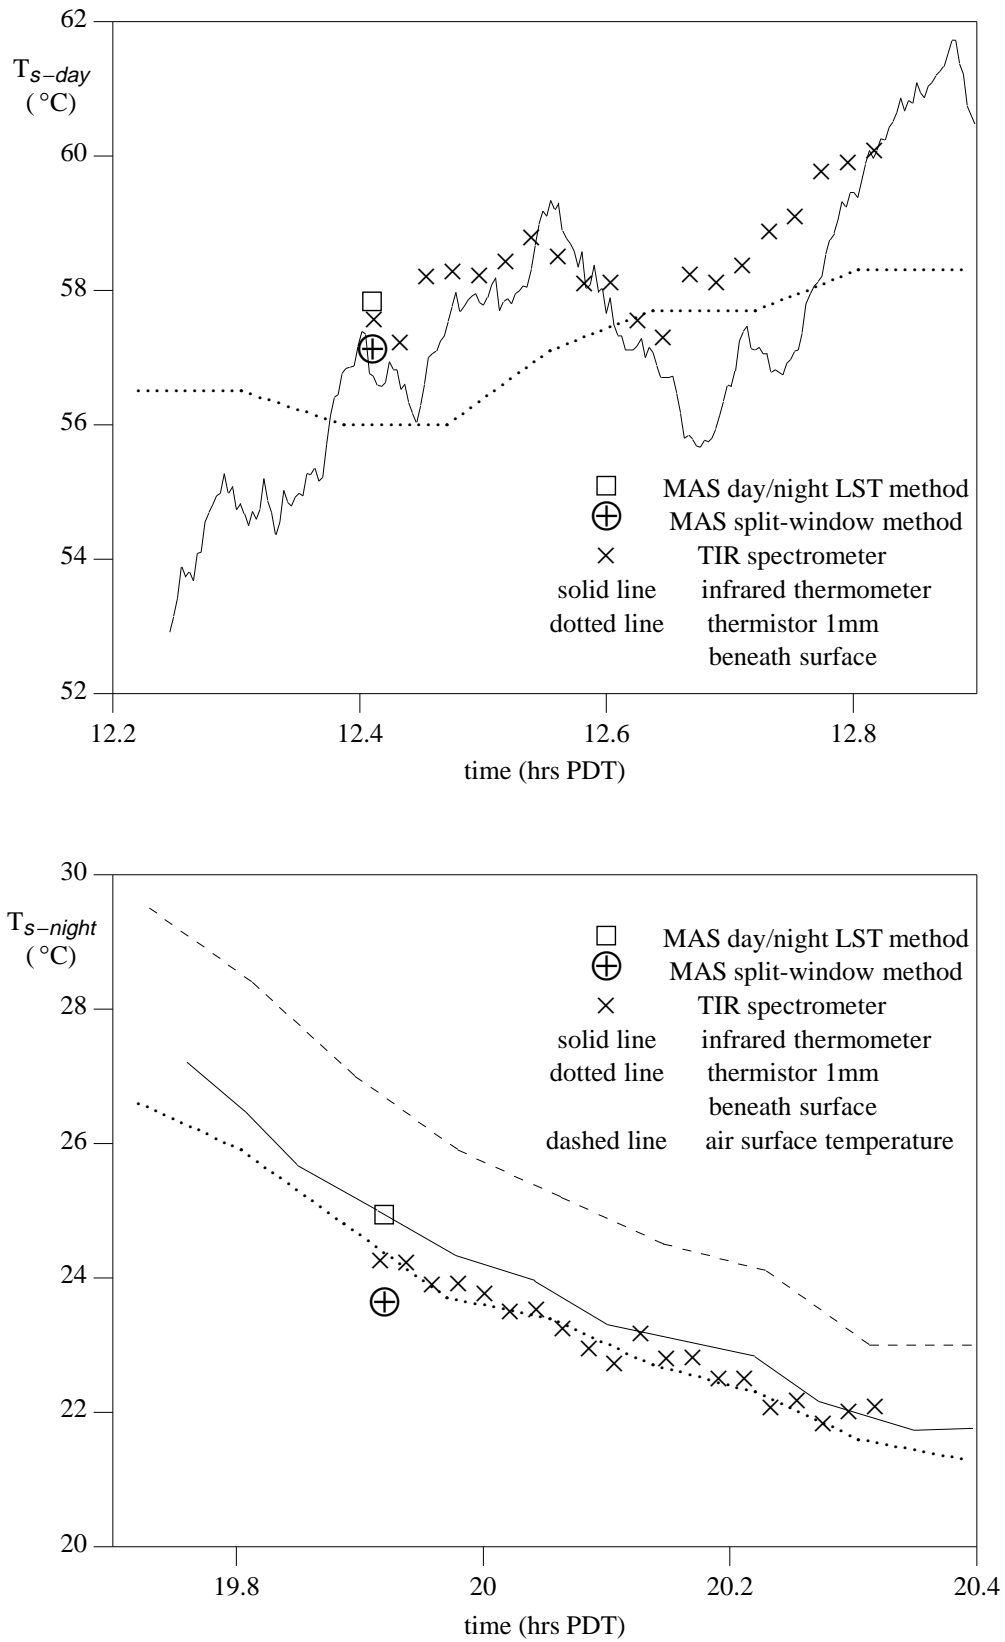 62
T s−day
(°C)
60
58
56
54
52
MAS day/night LST method
MAS split-window method
TIR spectrometer
solid line infrared thermometer
dotted line thermistor 1mm
beneath surface
12.2 12.4 12.6 12.8
time (hrs PDT)
30
T s−night
(°C)
28
26
24
22
20
MAS day/night LST method
MAS split-window method
TIR spectrometer
solid line infrared thermometer
dotted line thermistor 1mm
beneath surface
dashed line air surface temperature
19.8 20 20.2 20.4
time (hrs PDT)